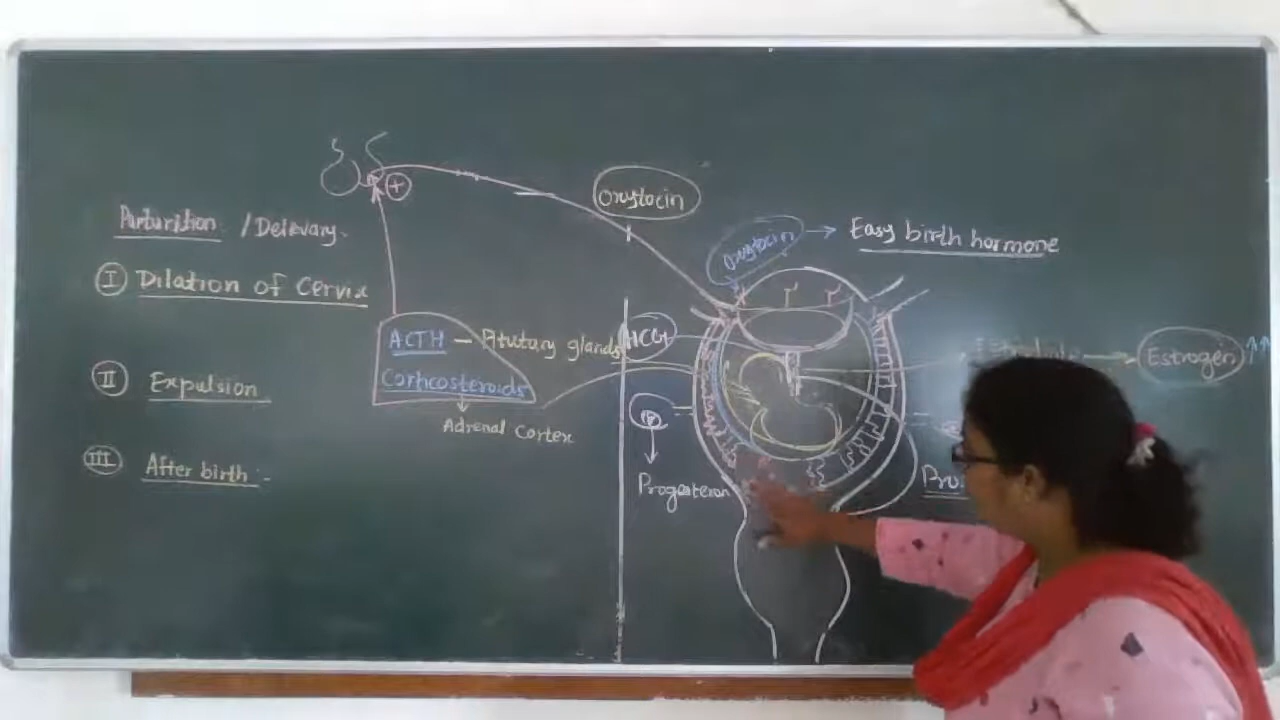 Oxytocin
Parturition / Delevary.
Oxytocin → Easy birth hormone
I Dilation of Cervix
ACTH - Pitutary glands
HCG
Estrogen ↑↑
Corticosteroids
II Expulsion
Adrenal Cortex
P
III After birth :-
Progesteron